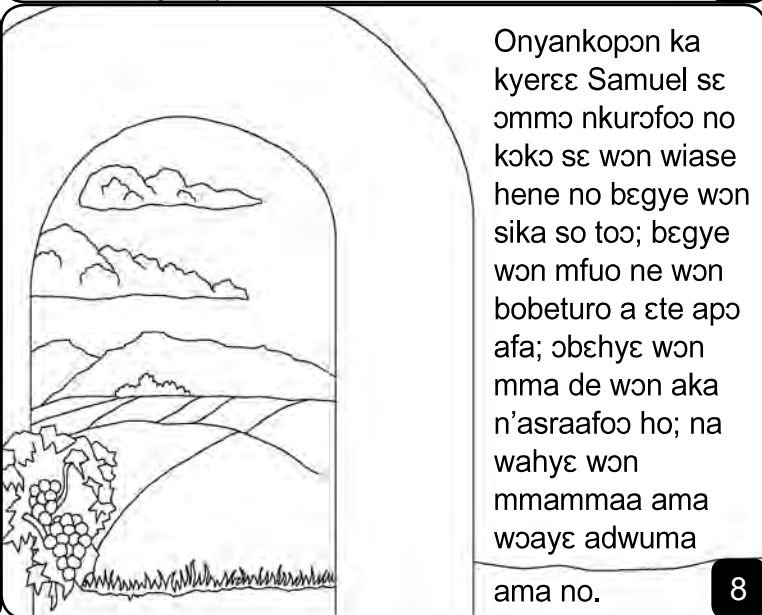 Onyankopɔn ka
kyerɛɛ Samuel sɛ
ɔmmɔ nkurɔfoɔ no
kɔkɔ sɛ wɔn wiase
hene no bɛgye wɔn
sika so toɔ; bɛgye
wɔn mfuo ne wɔn
bobeturo a ɛte apɔ
afa; ɔbɛhyɛ wɔn
mma de wɔn aka
n'asraafoɔ ho; na
wahyɛ wɔn
mmammaa ama
wɔayɛ adwuma
ama no.
8